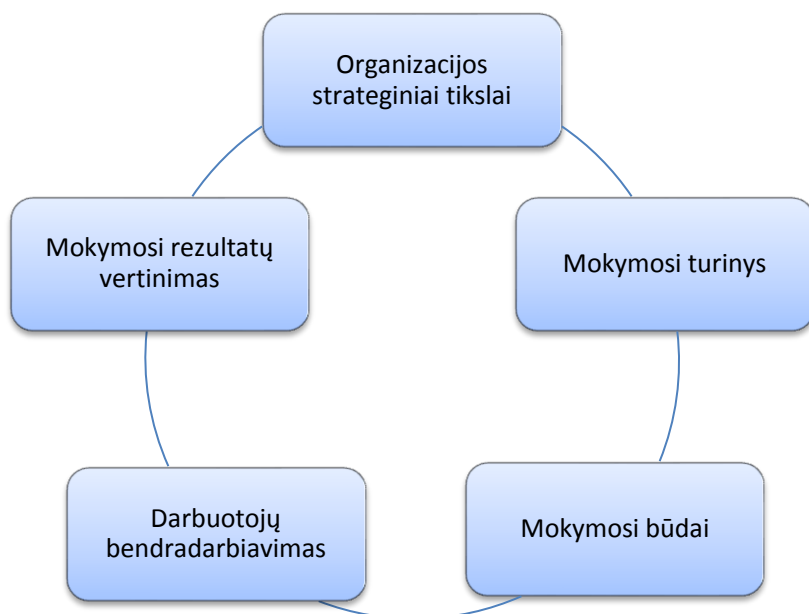 Organizacijos
strateginiai tikslai
Mokymosi rezultatų
vertinimas
Mokymosi turinys
Darbuotojų
bendradarbiavimas
Mokymosi būdai